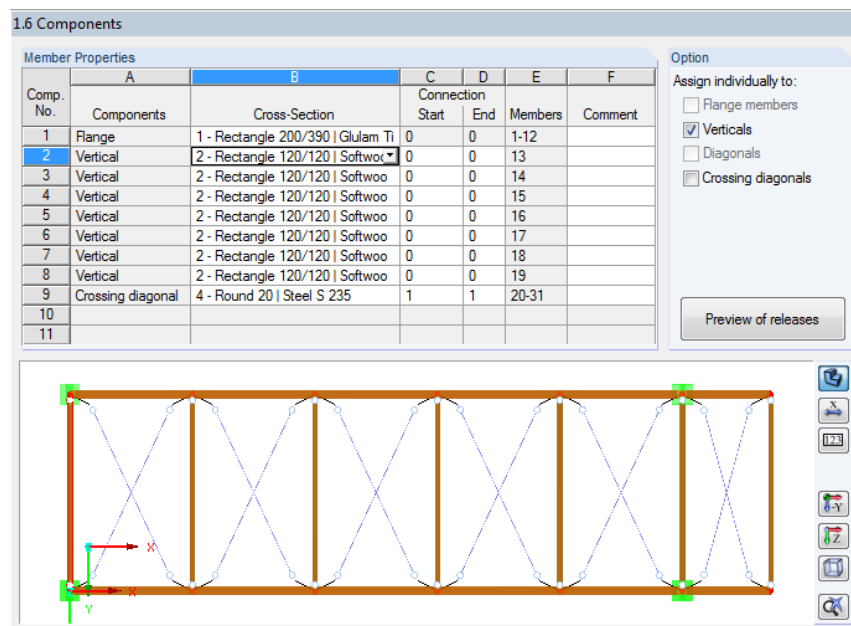 1.6 Components
Member Properties
A B C D E F
Comp. No. Components Cross-Section Connection Start End Members Comment
1 Flange 1 - Rectangle 200/390 | Glulam Ti 0 0 1-12
2 Vertical 2 - Rectangle 120/120 | Softwoo 0 0 13
3 Vertical 2 - Rectangle 120/120 | Softwoo 0 0 14
4 Vertical 2 - Rectangle 120/120 | Softwoo 0 0 15
5 Vertical 2 - Rectangle 120/120 | Softwoo 0 0 16
6 Vertical 2 - Rectangle 120/120 | Softwoo 0 0 17
7 Vertical 2 - Rectangle 120/120 | Softwoo 0 0 18
8 Vertical 2 - Rectangle 120/120 | Softwoo 0 0 19
9 Crossing diagonal 4 - Round 20 | Steel S 235 1 1 20-31
10
11
Option
Assign individually to:
Flange members
Verticals
Diagonals
Crossing diagonals
Preview of releases
X
X
Y
X
123
-Y
Z